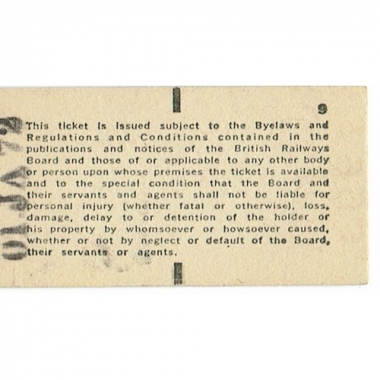 9
This ticket is issued subject to the Byelaws and
Regulations and Conditions contained in the
publications and notices of the British Railways
Board and those of or applicable to any other body
or person upon whose premises the ticket is available
and to the special condition that the Board and
their servants and agents shall not be liable for
personal injury (whether fatal or otherwise), loss,
damage, delay to or detention of the holder or
his property by whomsoever or howsoever caused,
whether or not by neglect or default of the Board,
their servants or agents.